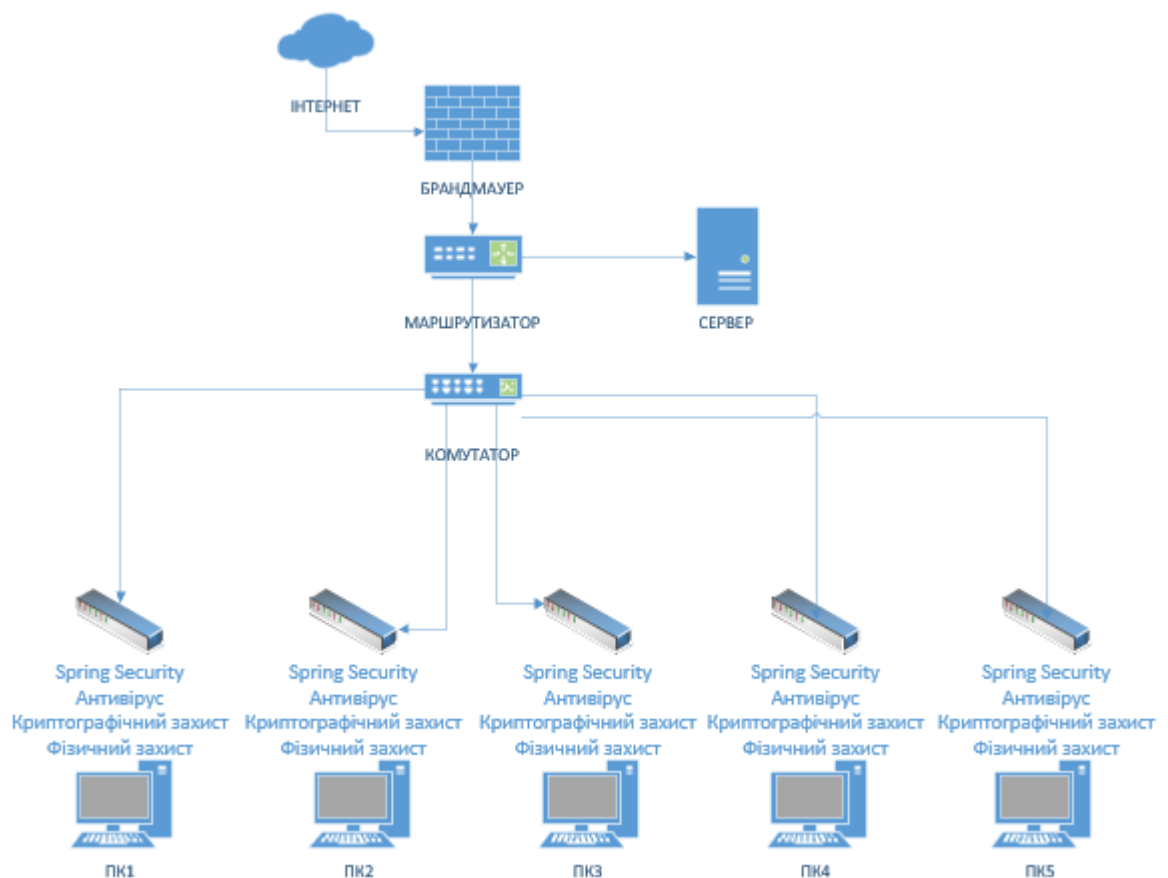 ІНТЕРНЕТ
БРАНДМАУЕР
МАРШРУТИЗАТОР
СЕРВЕР
КОМУТАТОР
Spring Security
Антивірус
Криптографічний захист
Фізичний захист
ПК1
Spring Security
Антивірус
Криптографічний захист
Фізичний захист
ПК2
Spring Security
Антивірус
Криптографічний захист
Фізичний захист
ПК3
Spring Security
Антивірус
Криптографічний захист
Фізичний захист
ПК4
Spring Security
Антивірус
Криптографічний захист
Фізичний захист
ПК5